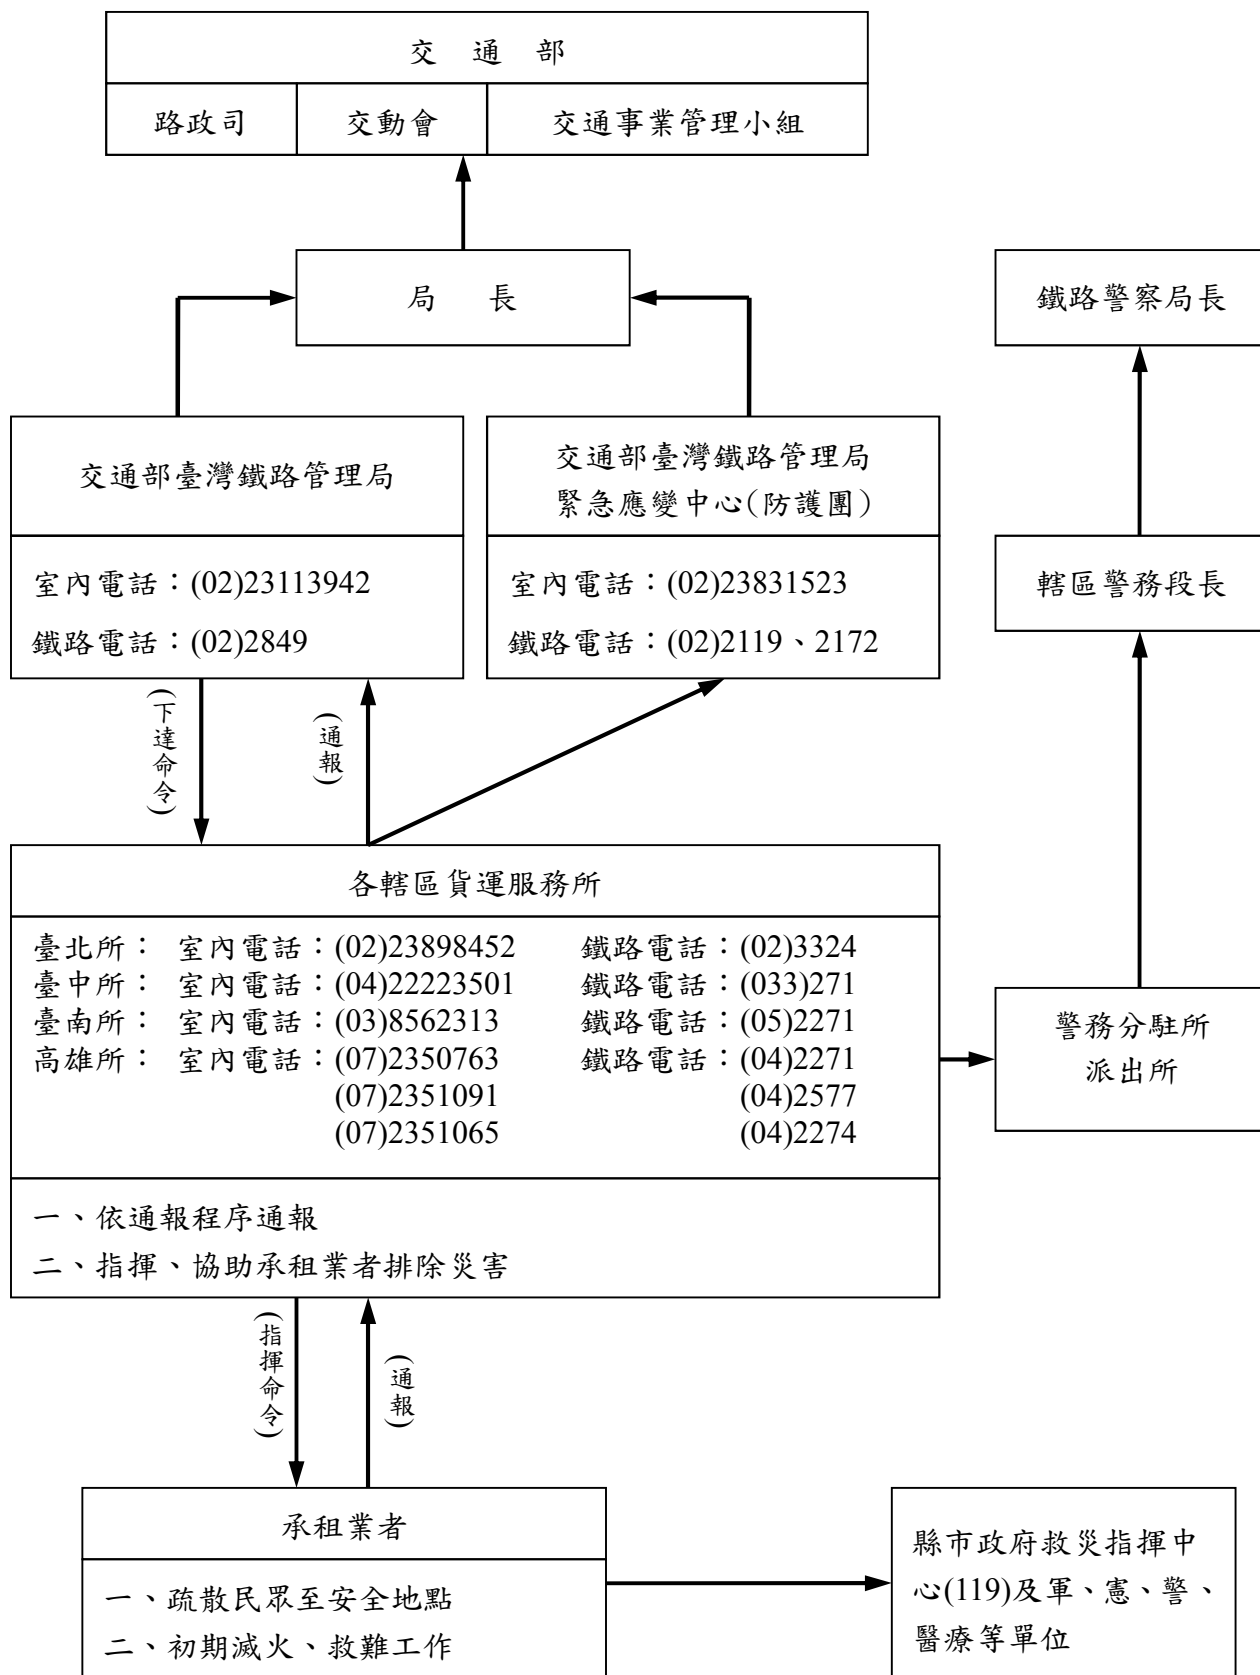 交通部
路政司 交動會 交通事業管理小組
局長
鐵路警察局長
交通部臺灣鐵路管理局
室內電話：(02)23113942
鐵路電話：(02)2849
交通部臺灣鐵路管理局
緊急應變中心(防護團)
室內電話：(02)23831523
鐵路電話：(02)2119、2172
轄區警務段長
(下達命令)
(通報)
各轄區貨運服務所
臺北所： 室內電話：(02)23898452 鐵路電話：(02)3324
臺中所： 室內電話：(04)22223501 鐵路電話：(033)271
臺南所： 室內電話：(03)8562313 鐵路電話：(05)2271
高雄所： 室內電話：(07)2350763 鐵路電話：(04)2271
(07)2351091 (04)2577
(07)2351065 (04)2274
一、依通報程序通報
二、指揮、協助承租業者排除災害
警務分駐所
派出所
(指揮命令)
(通報)
承租業者
一、疏散民眾至安全地點
二、初期滅火、救難工作
縣市政府救災指揮中
心(119)及軍、憲、警、
醫療等單位